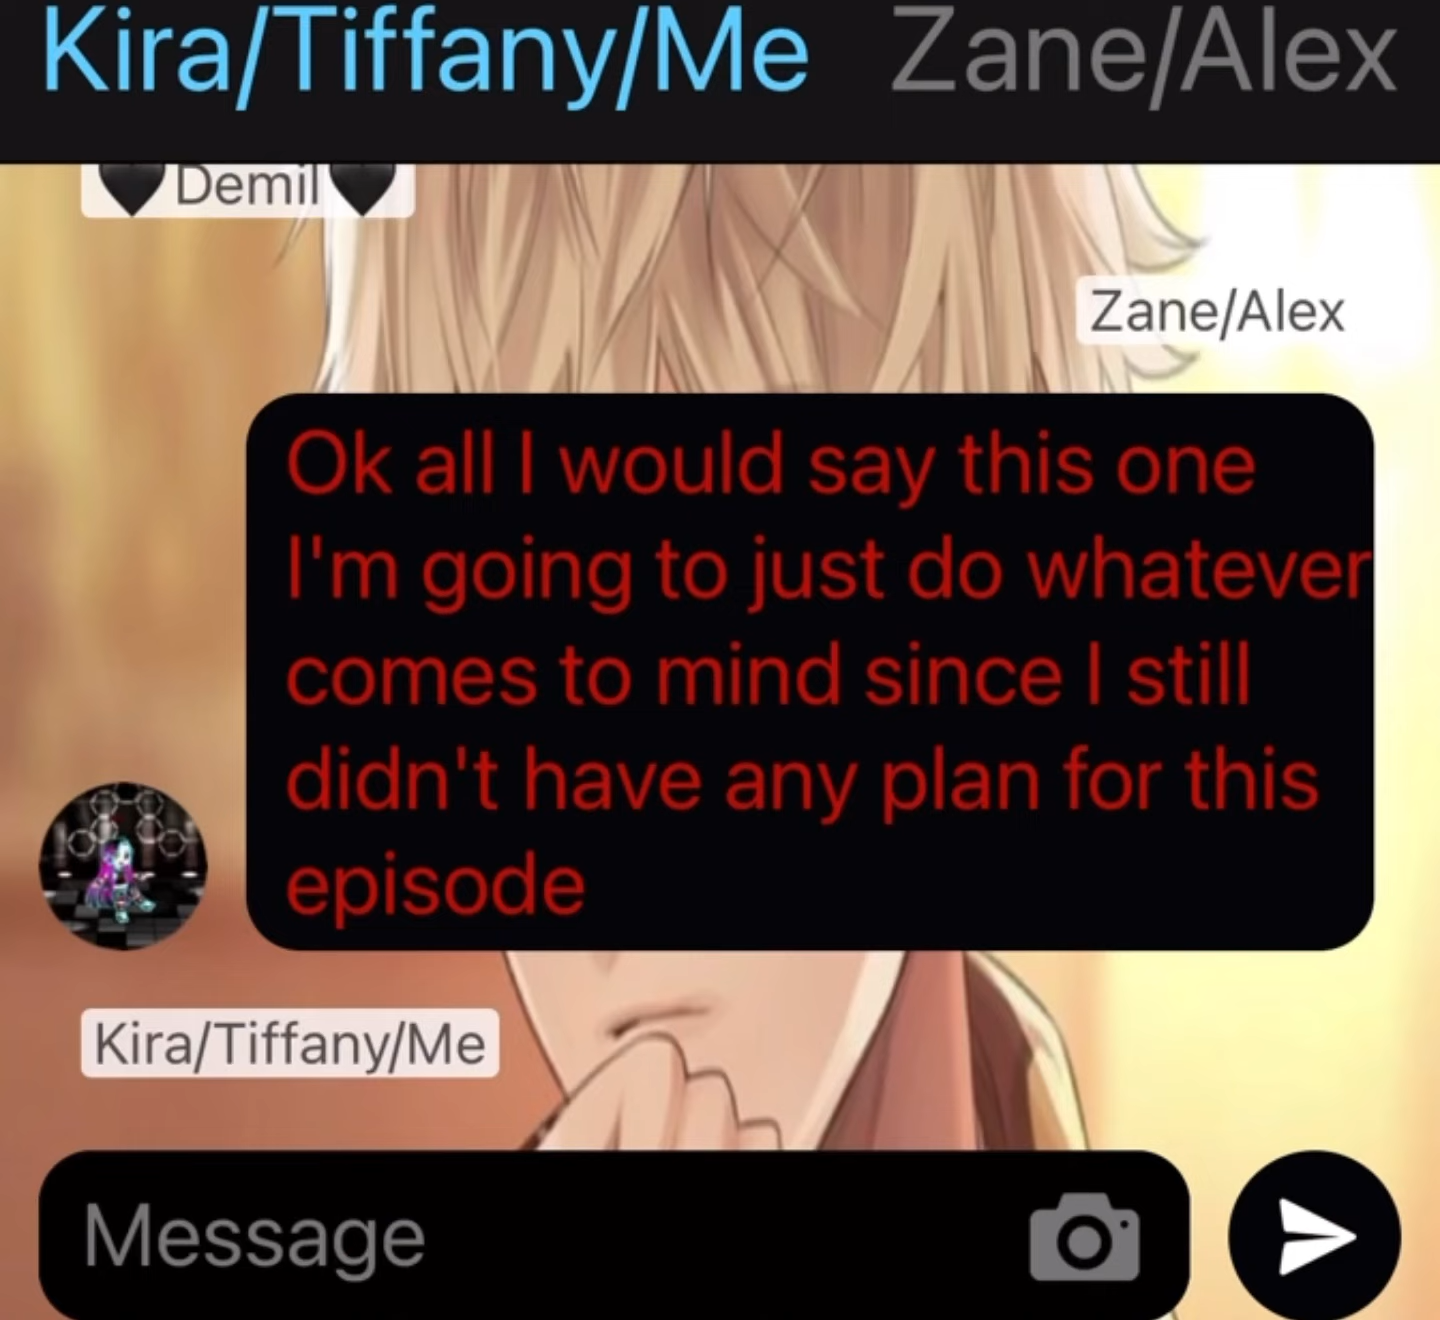 Kira/Tiffany/Me Zane/Alex
🖤Demil🖤
Zane/Alex
Ok all I would say this one
I'm going to just do whatever
comes to mind since I still
didn't have any plan for this
episode
Kira/Tiffany/Me
Message